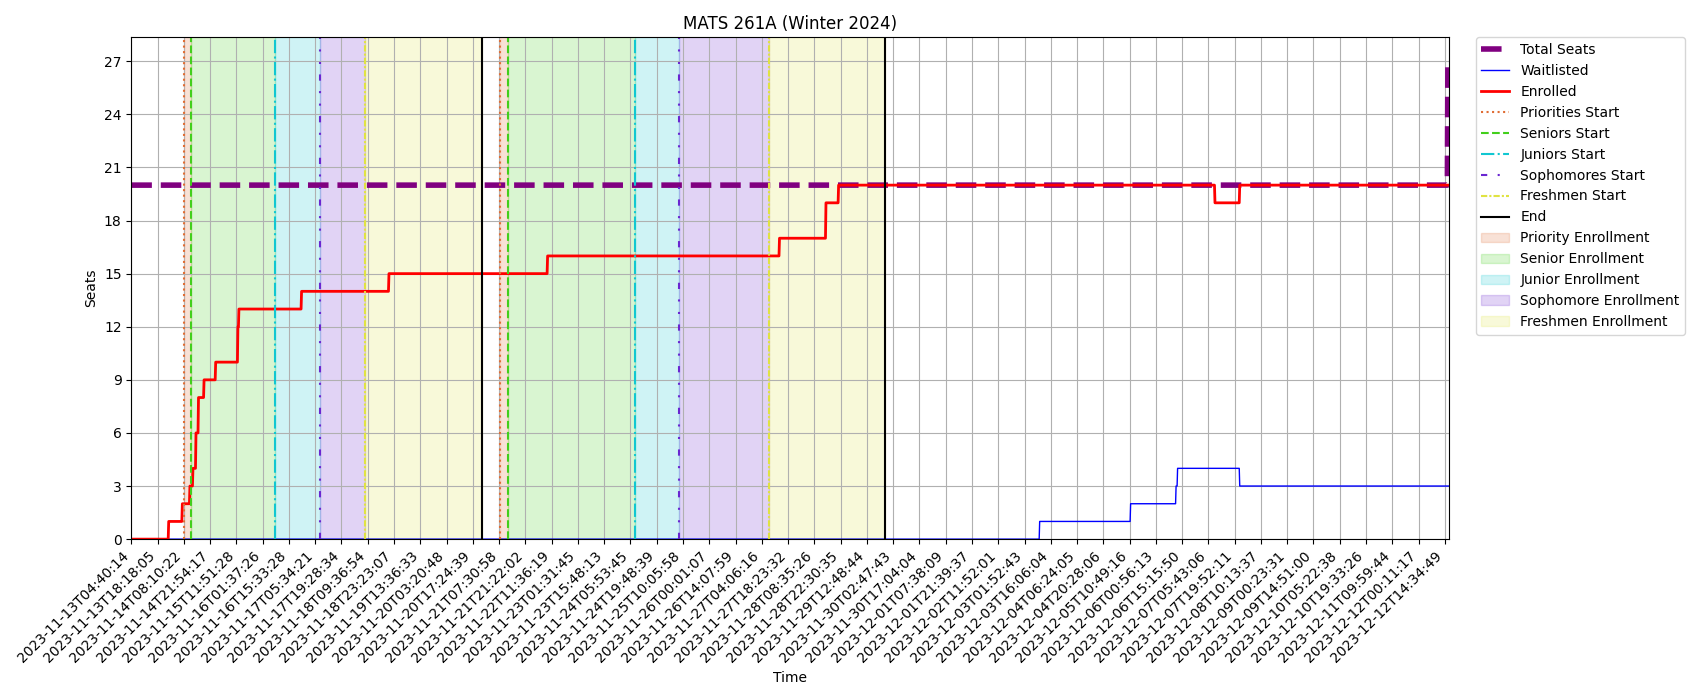 MATS 261A (Winter 2024)
27
24
21
18
15
12
9
6
3
0
Seats
2023-11-13T04:40:14
2023-11-13T18:18:05
2023-11-14T08:10:22
2023-11-14T21:54:17
2023-11-15T11:51:28
2023-11-16T01:37:26
2023-11-16T15:33:28
2023-11-17T05:34:21
2023-11-17T19:28:34
2023-11-18T09:36:54
2023-11-18T23:23:07
2023-11-19T13:36:33
2023-11-20T03:20:48
2023-11-20T17:24:39
2023-11-21T07:30:58
2023-11-21T21:22:02
2023-11-22T11:36:19
2023-11-23T01:31:45
2023-11-23T15:48:13
2023-11-24T05:53:45
2023-11-24T19:48:39
2023-11-25T10:05:58
2023-11-26T00:01:07
2023-11-26T14:07:59
2023-11-27T04:06:16
2023-11-27T18:23:32
2023-11-28T08:35:26
2023-11-28T22:30:35
2023-11-29T12:48:44
2023-11-30T02:47:43
2023-11-30T17:04:04
2023-12-01T07:38:09
2023-12-01T21:39:37
2023-12-02T11:52:01
2023-12-03T01:52:43
2023-12-03T16:06:04
2023-12-04T06:24:05
2023-12-04T20:28:06
2023-12-05T10:49:16
2023-12-06T00:56:13
2023-12-06T15:15:50
2023-12-07T05:43:06
2023-12-07T19:52:11
2023-12-08T10:13:37
2023-12-09T00:23:31
2023-12-09T14:51:00
2023-12-10T05:22:38
2023-12-10T19:33:26
2023-12-11T09:59:44
2023-12-12T00:11:17
2023-12-12T14:34:49
Time
Total Seats
Waitlisted
Enrolled
Priorities Start
Seniors Start
Juniors Start
Sophomores Start
Freshmen Start
End
Priority Enrollment
Senior Enrollment
Junior Enrollment
Sophomore Enrollment
Freshmen Enrollment